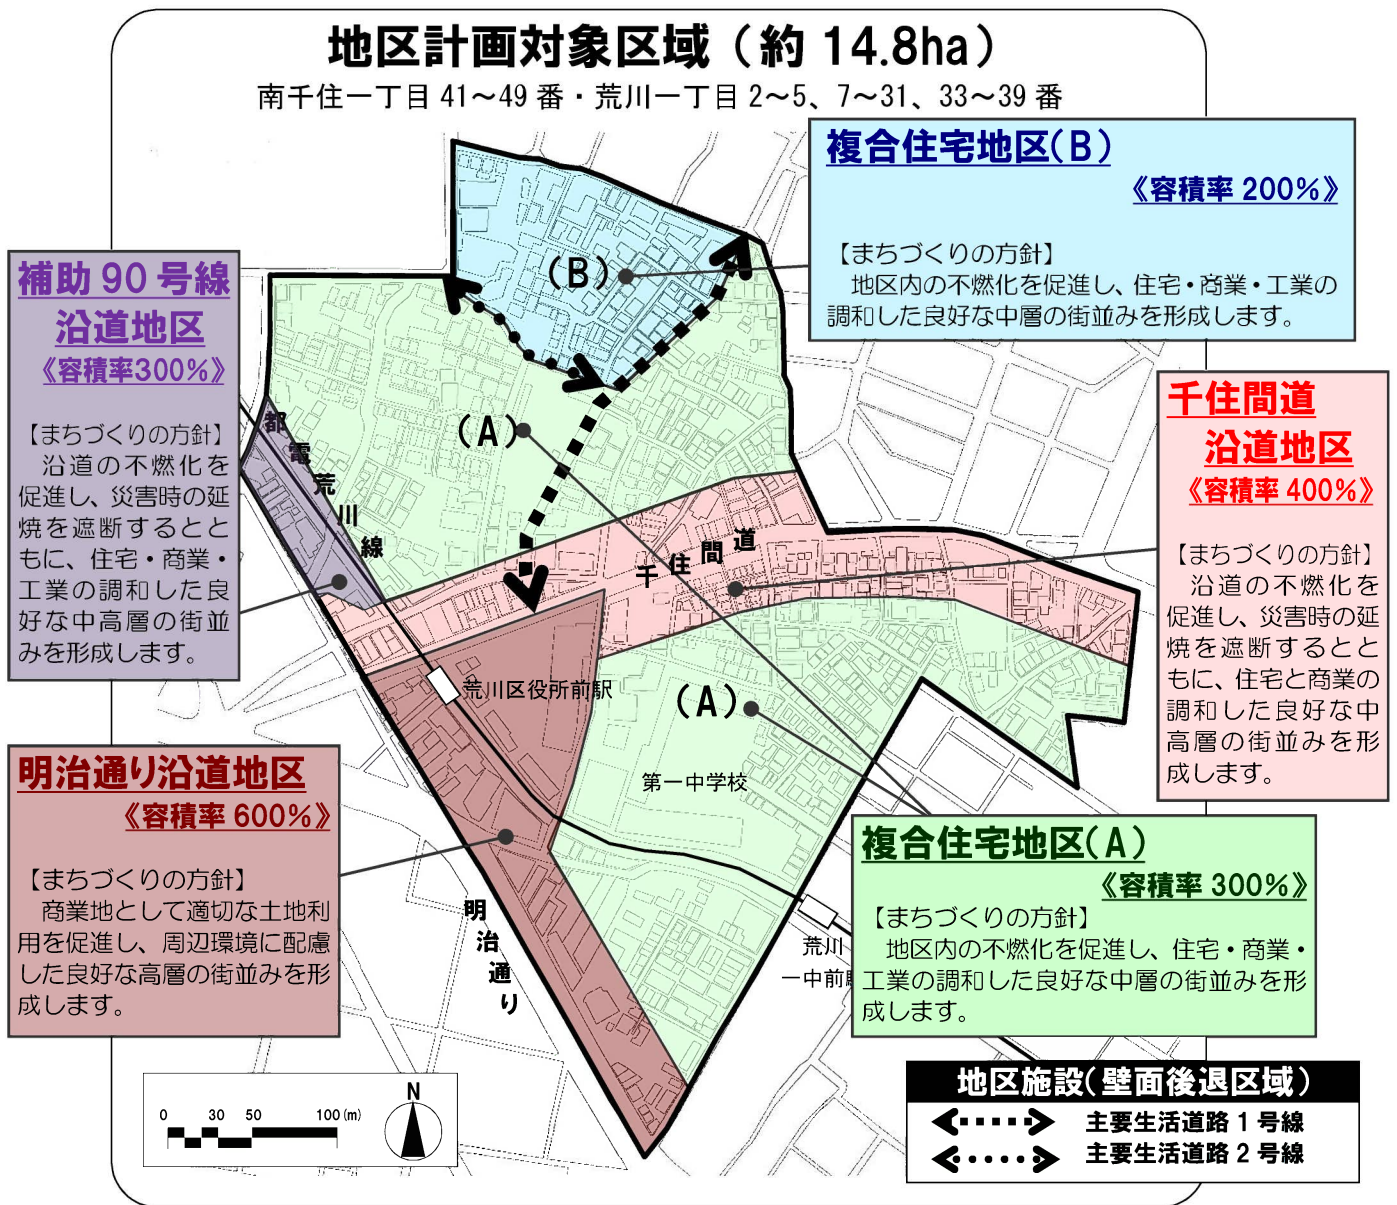 地区計画対象区域（約 14.8ha）
南千住一丁目 41～49 番・荒川一丁目 2～5、7～31、33～39 番
複合住宅地区(B)
《容積率 200%》
【まちづくりの方針】
地区内の不燃化を促進し、住宅・商業・工業の
調和した良好な中層の街並みを形成します。
補助 90 号線
沿道地区
《容積率300%》
【まちづくりの方針】
沿道の不燃化を
促進し、災害時の延
焼を遮断するとと
もに、住宅・商業・
工業の調和した良
好な中高層の街並
みを形成します。
千住間道
沿道地区
《容積率 400%》
【まちづくりの方針】
沿道の不燃化を
促進し、災害時の延
焼を遮断するとと
もに、住宅と商業の
調和した良好な中
高層の街並みを形
成します。
(B)
(A)
都電荒川線
千住間道
荒川区役所前駅
(A)
第一中学校
明治通り沿道地区
《容積率 600%》
【まちづくりの方針】
商業地として適切な土地利
用を促進し、周辺環境に配慮
した良好な高層の街並みを形
成します。
複合住宅地区(A)
《容積率 300%》
【まちづくりの方針】
地区内の不燃化を促進し、住宅・商業・
工業の調和した良好な中層の街並みを形
成します。
明治通り
荒川
一中前
0 30 50 100 (m)
N
地区施設(壁面後退区域)
主要生活道路 1 号線
主要生活道路 2 号線